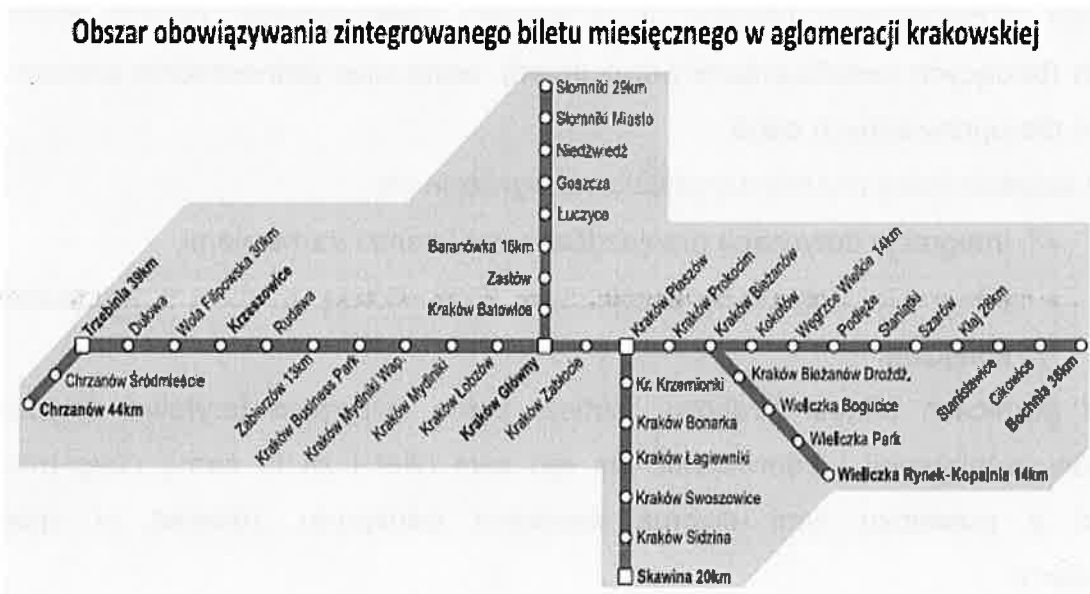 Obszar obowiązywania zintegrowanego biletu miesięcznego w aglomeracji krakowskiej
Słomniki 29km
Słomniki Miasto
Niedźwiedź
Goszcza
Łuczyce
Baranówka 16km
Zastów
Kraków Batowice
Trzebinia 39km
Dulowa
Wola Filipowska 30km
Krzeszowice
Rudawa
Kraków Płaszów
Kraków Prokocim
Kraków Bieżanów
Kokotów
Węgrzce Wielkie 14km
Podłęże
Staniątki
Szarów
Kłaj 28km
Chrzanów Śródmieście
Chrzanów 44km
Zabierzów 13km
Kraków Business Park
Kraków Mydlniki Wap.
Kraków Mydlniki
Kraków Łobzów
Kraków Główny
Kraków Zabłocie
Kr. Krzemionki
Kraków Bonarka
Kraków Łagiewniki
Kraków Swoszowice
Kraków Sidzina
Skawina 20km
Kraków Bieżanów Drożdż.
Wieliczka Bogucice
Wieliczka Park
Wieliczka Rynek-Kopalnia 14km
Stanisławice
Cikowice
Bochnia 38km